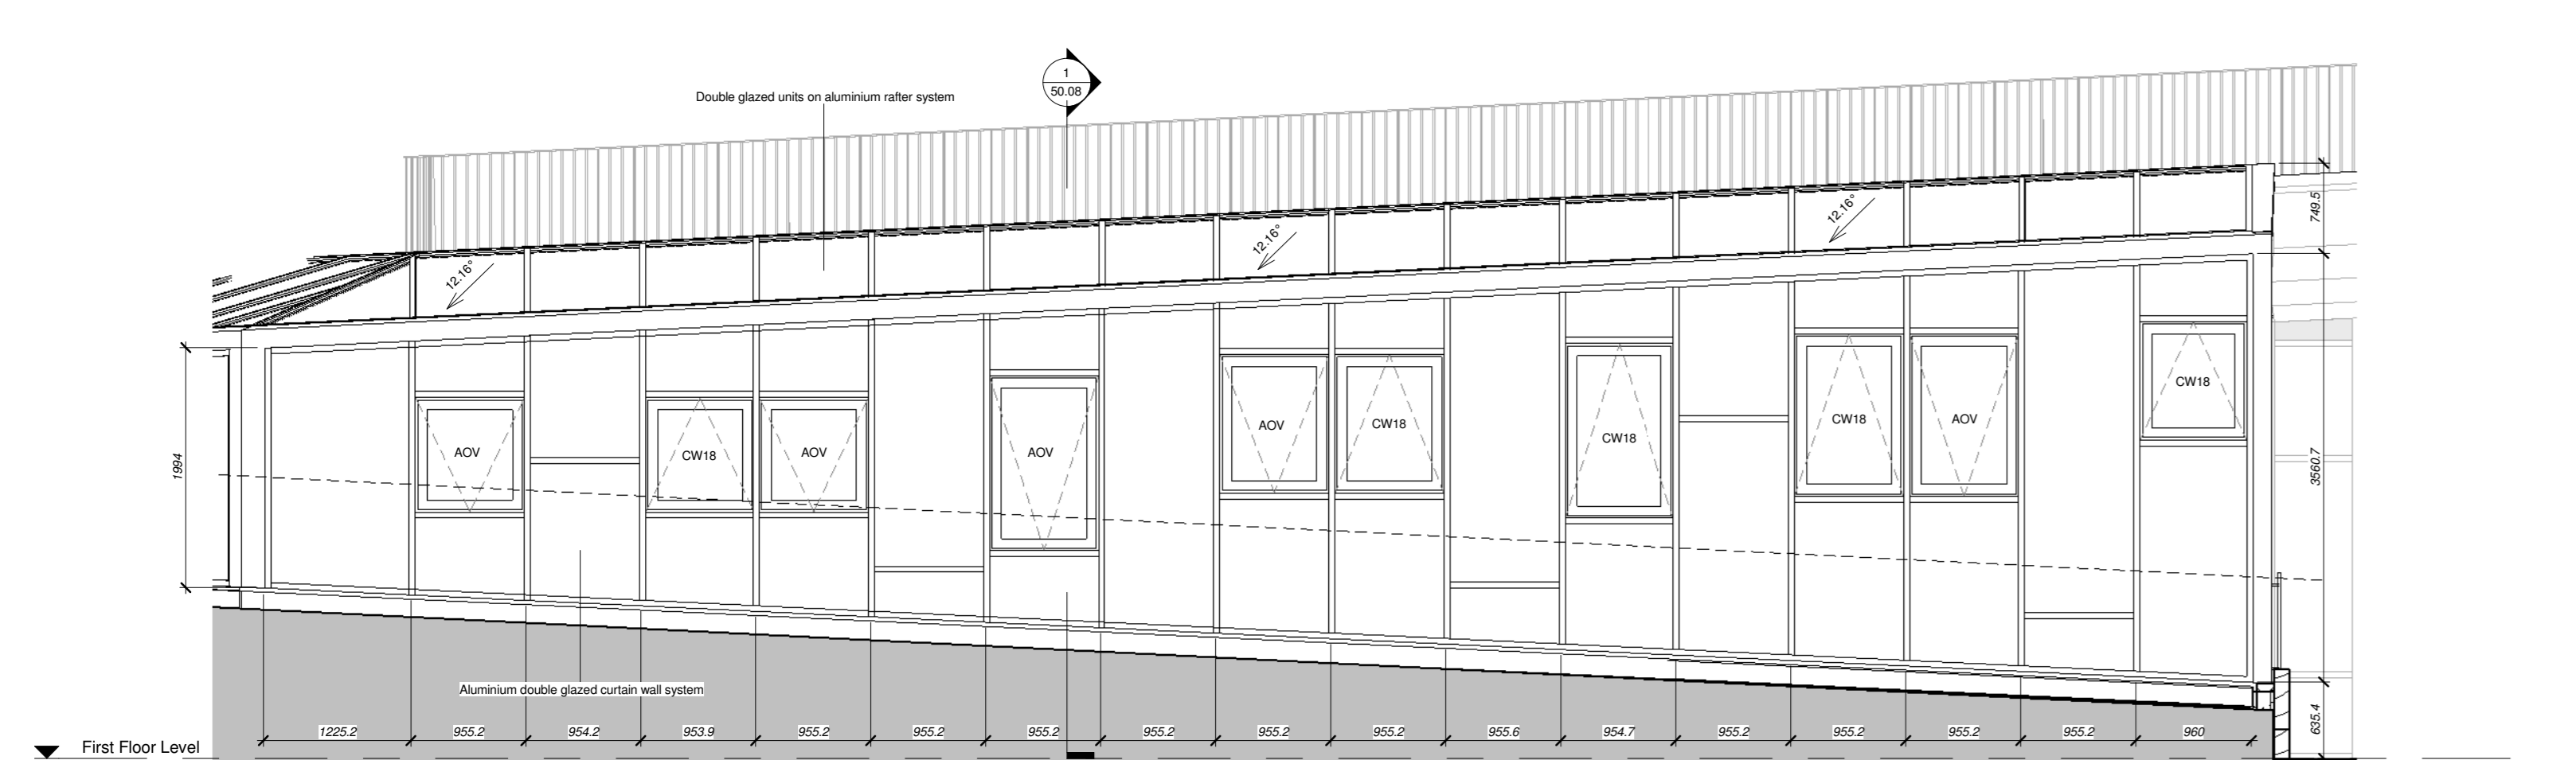 1
50.08
Double glazed units on aluminium rafter system
749.5
12.16°
12.16°
12.16°
1994
3560.7
AOV
CW18
AOV
AOV
AOV
CW18
CW18
CW18
AOV
CW18
Aluminium double glazed curtain wall system
635.4
1225.2 955.2 954.2 953.9 955.2 955.2 955.2 955.2 955.2 955.2 955.6 954.7 955.2 955.2 955.2 955.2 960
First Floor Level